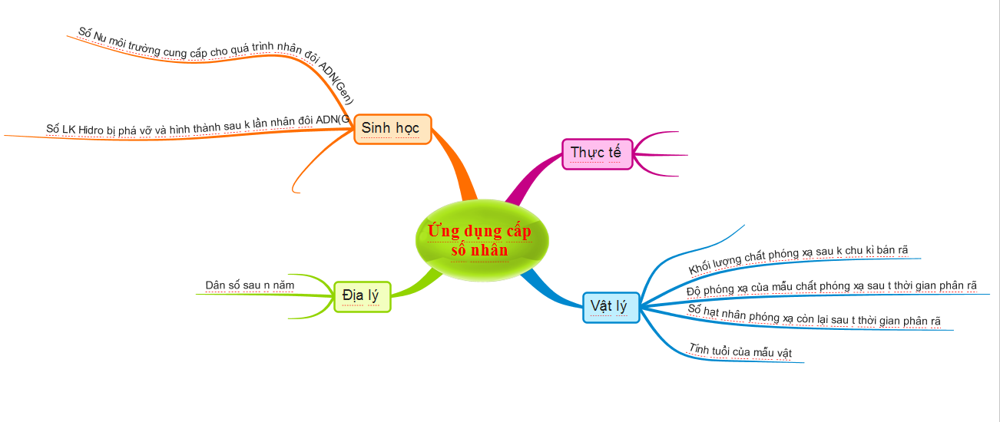 Số Nu môi trường cung cấp cho quá trình nhân đôi ADN(Gen)
Số LK Hidro bị phá vỡ và hình thành sau k lần nhân đôi ADN(G
Sinh học
Thực tế
Ứng dụng cấp
số nhân
Khối lượng chất phóng xạ sau k chu kì bán rã
Dân số sau n năm
Địa lý
Độ phóng xạ của mẫu chất phóng xạ sau t thời gian phân rã
Vật lý
Số hạt nhân phóng xạ còn lại sau t thời gian phân rã
Tính tuổi của mẫu vật